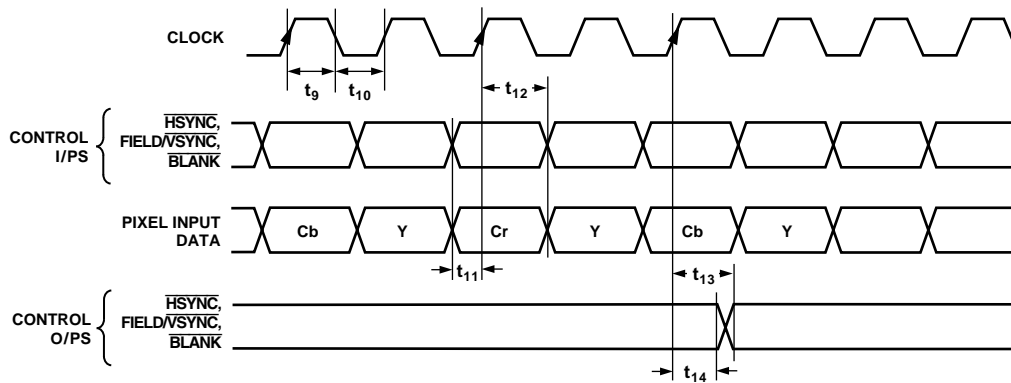 CLOCK
t9
t10
t12
CONTROL
I/PS
HSYNC,
FIELD/VSYNC,
BLANK
PIXEL INPUT
DATA
Cb
Y
Cr
Y
Cb
Y
t11
t13
CONTROL
O/PS
HSYNC,
FIELD/VSYNC,
BLANK
t14